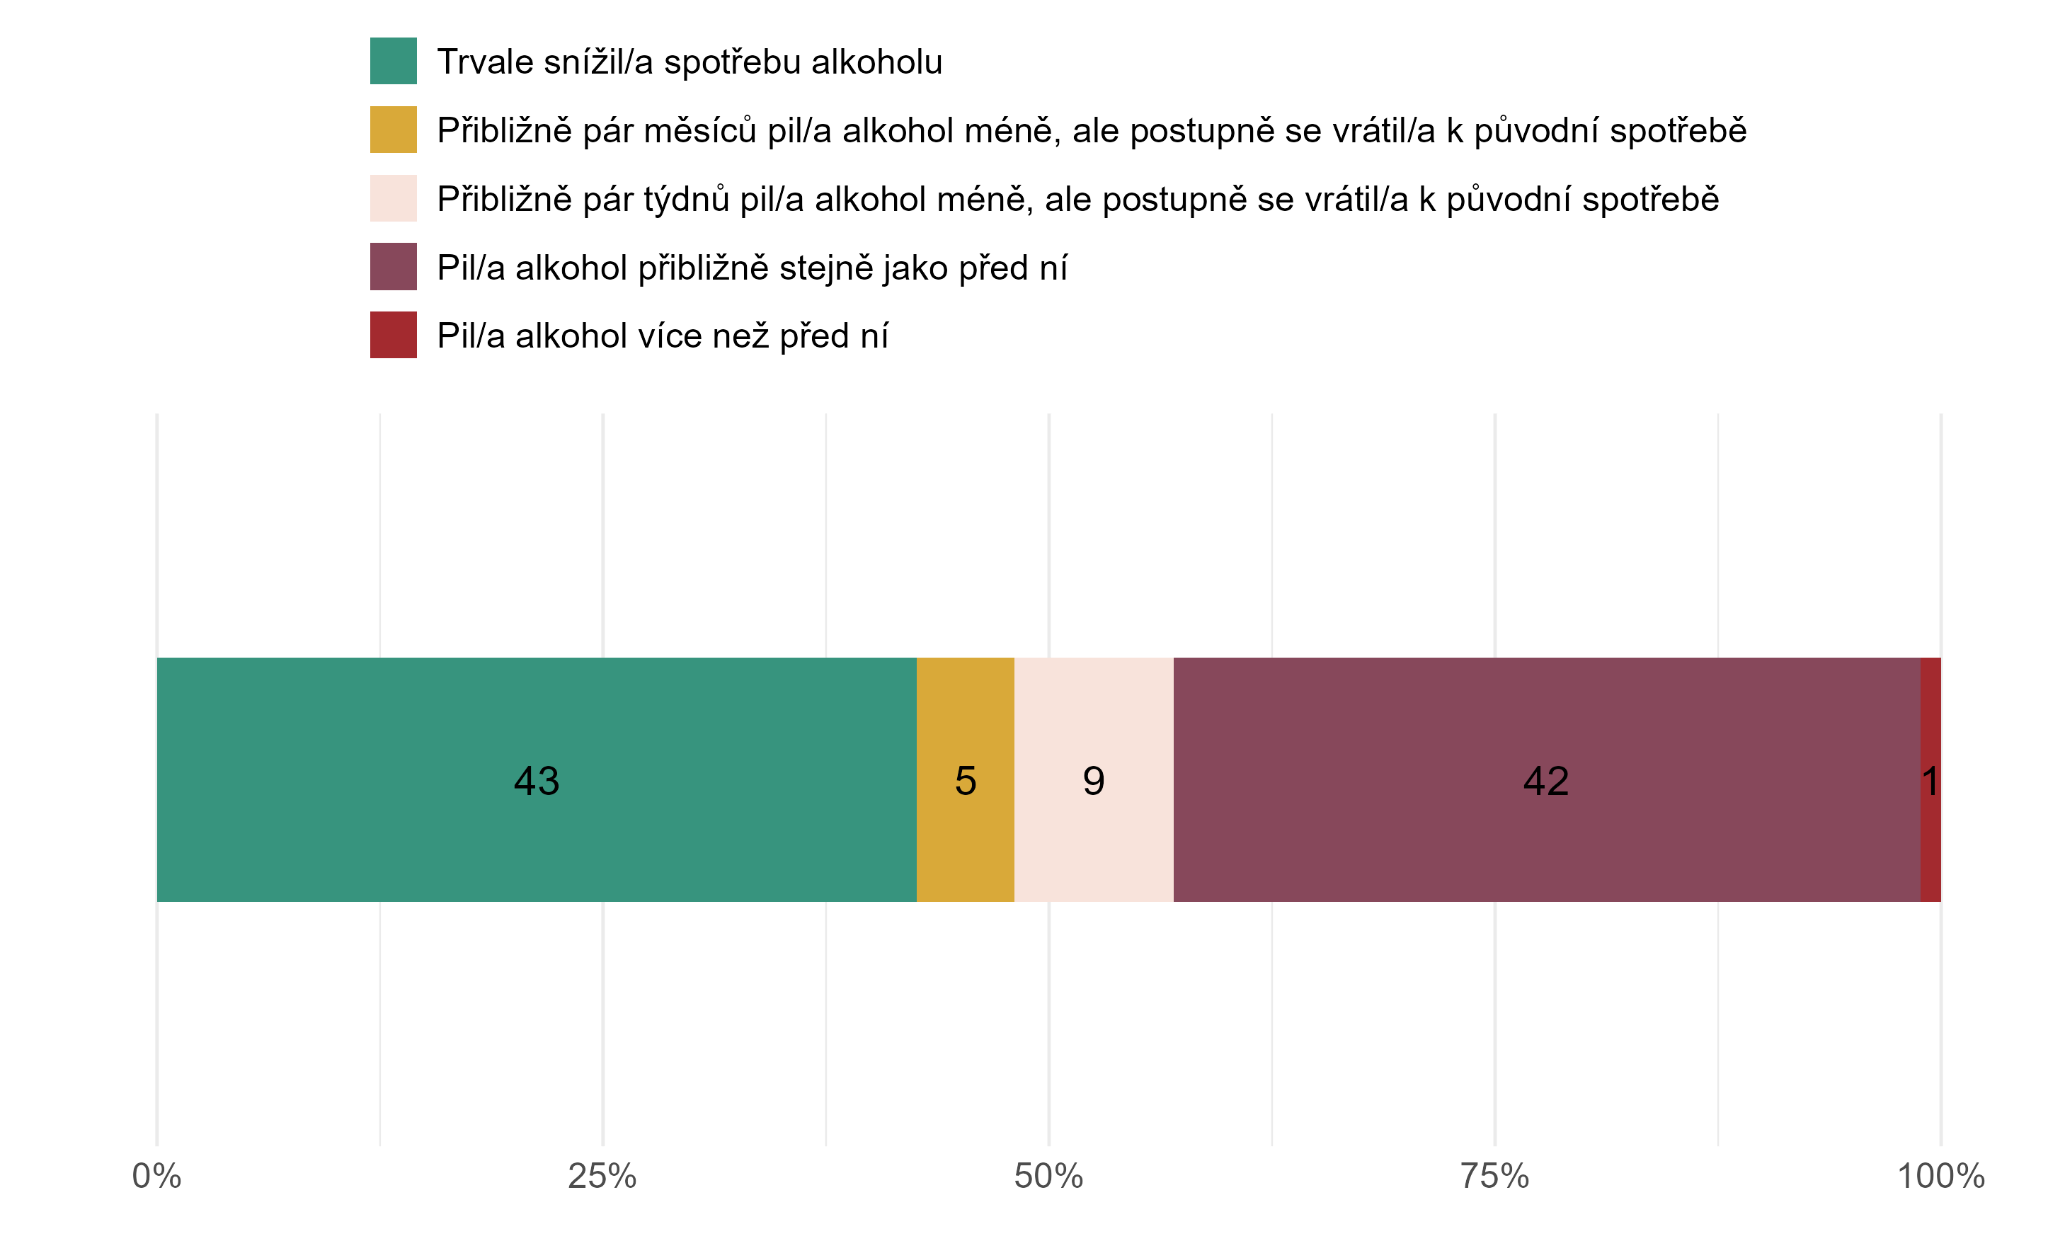 Trvale snížil/a spotřebu alkoholu
Přibližně pár měsíců pil/a alkohol méně, ale postupně se vrátil/a k původní spotřebě
Přibližně pár týdnů pil/a alkohol méně, ale postupně se vrátil/a k původní spotřebě
Pil/a alkohol přibližně stejně jako před ní
Pil/a alkohol více než před ní
43 5 9 42 1
0% 25% 50% 75% 100%